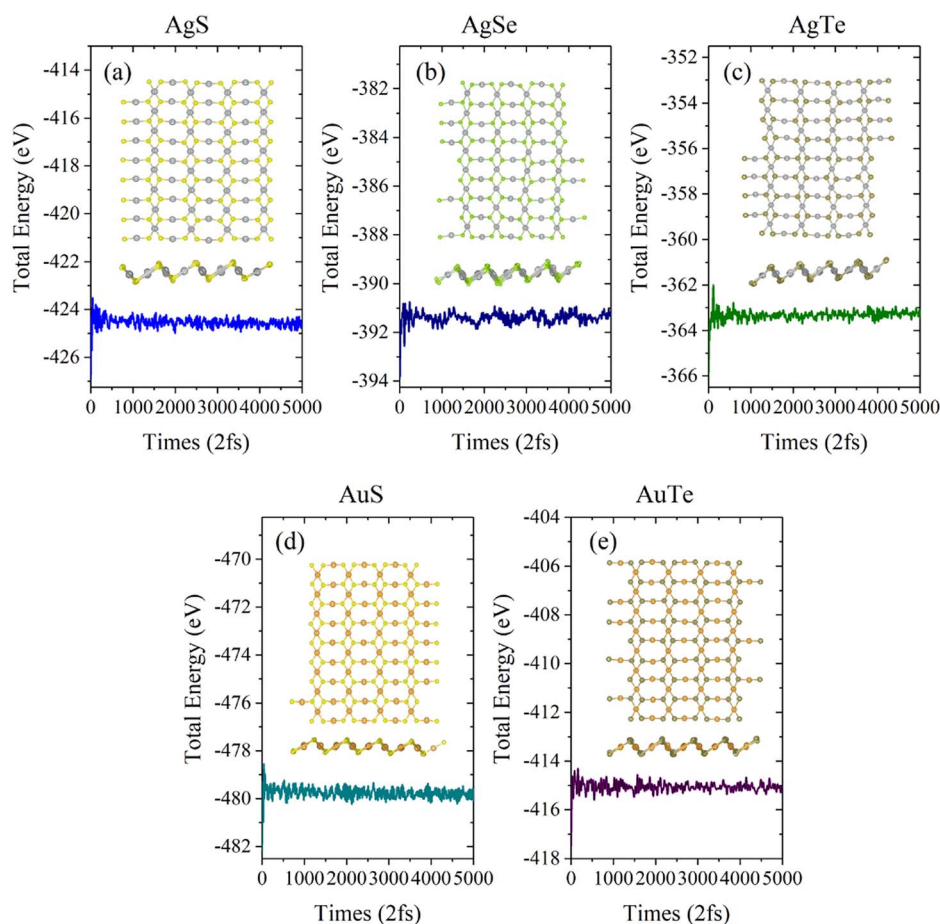 AgS
AgSe
AgTe
(a)
(b)
(c)
Total Energy (eV)
-414
-416
-418
-420
-422
-424
-426
Total Energy (eV)
-382
-384
-386
-388
-390
-392
-394
Total Energy (eV)
-352
-353
-354
-356
-358
-360
-362
-363
-364
-366
0 1000 2000 3000 4000 5000
0 1000 2000 3000 4000 5000
0 1000 2000 3000 4000 5000
Times (2fs)
Times (2fs)
Times (2fs)
AuS
AuTe
(d)
(e)
Total Energy (eV)
-470
-472
-474
-476
-478
-480
-482
Total Energy (eV)
-404
-406
-408
-410
-412
-414
-415
-416
-418
0 1000 2000 3000 4000 5000
0 1000 2000 3000 4000 5000
Times (2fs)
Times (2fs)